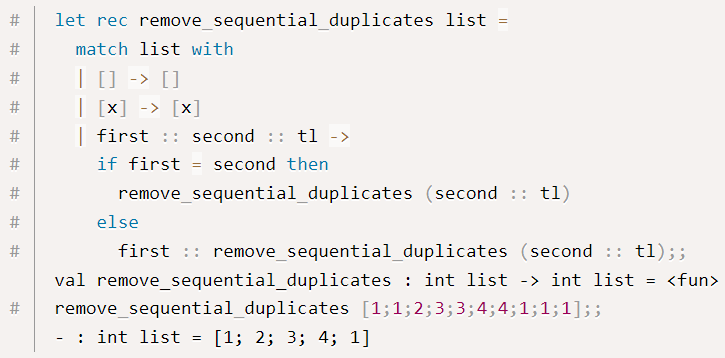 # let rec remove_sequential_duplicates list =
# match list with
# | [] -> []
# | [x] -> [x]
# | first :: second :: tl ->
# if first = second then
# remove_sequential_duplicates (second :: tl)
# else
# first :: remove_sequential_duplicates (second :: tl);;
val remove_sequential_duplicates : int list -> int list = <fun>
# remove_sequential_duplicates [1;1;2;3;3;4;4;1;1;1];;
- : int list = [1; 2; 3; 4; 1]